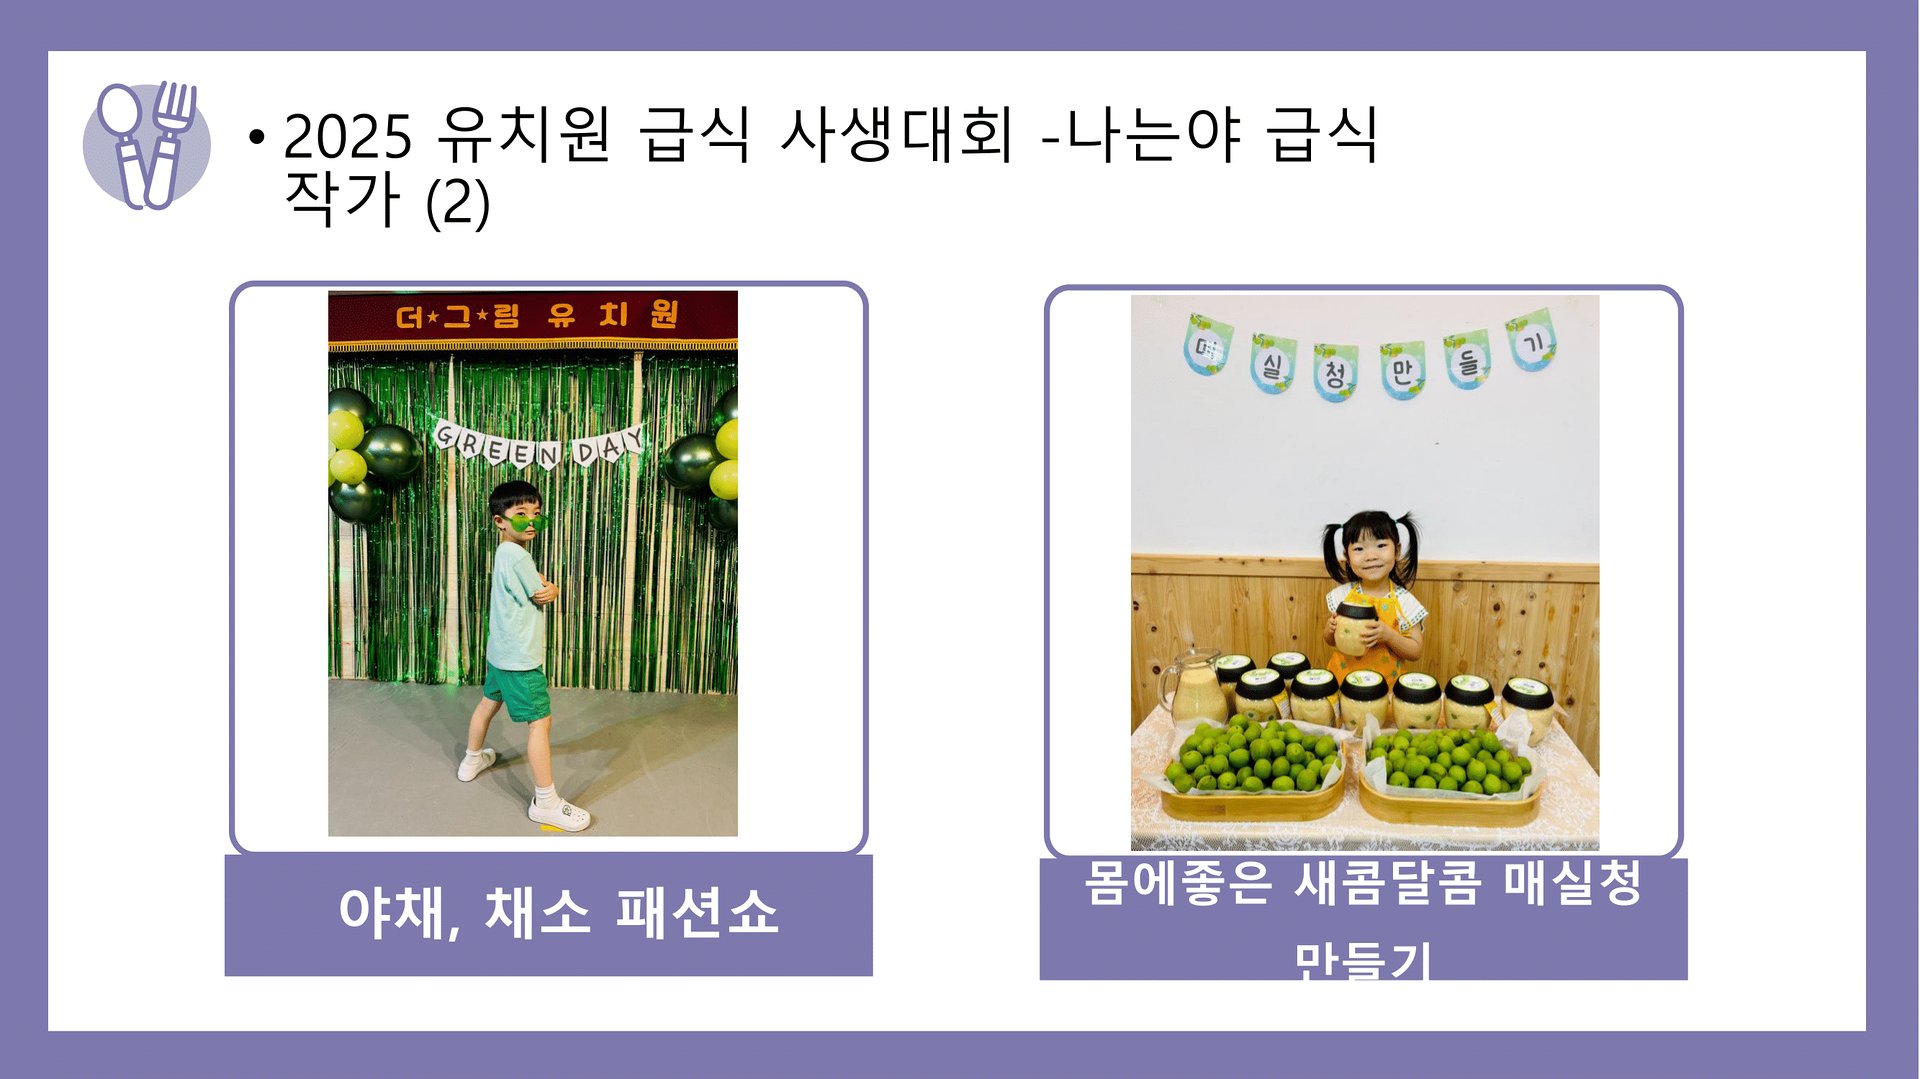 • 2025 유치원 급식 사생대회 -나는야 급식
작가 (2)
더★그★림 유치원
GREEN DAY
매실청만들기
야채, 채소 패션쇼
몸에좋은 새콤달콤 매실청
만들기